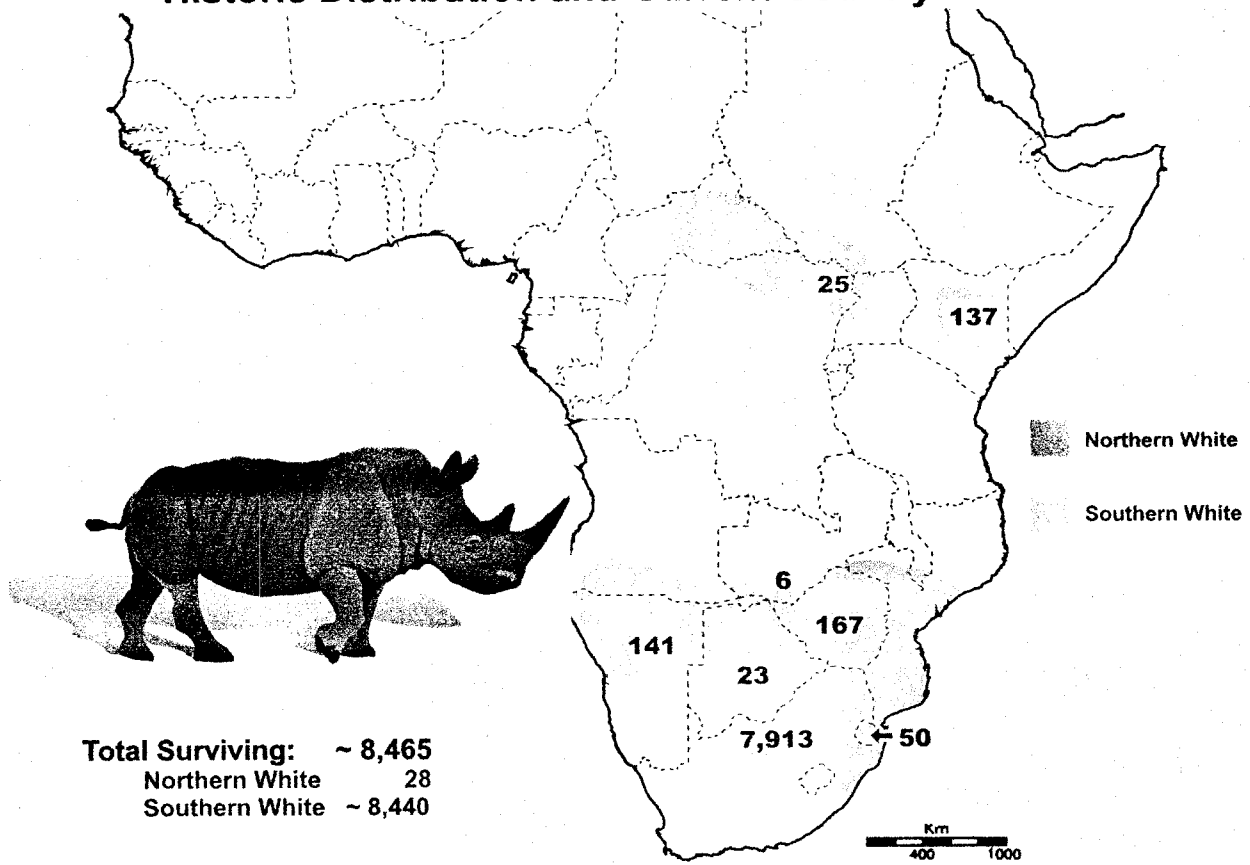 25
137
Northern White
Southern White
6
167
141
23
7,913
50
Total Surviving: ~ 8,465
Northern White 28
Southern White ~ 8,440
Km
400 1000